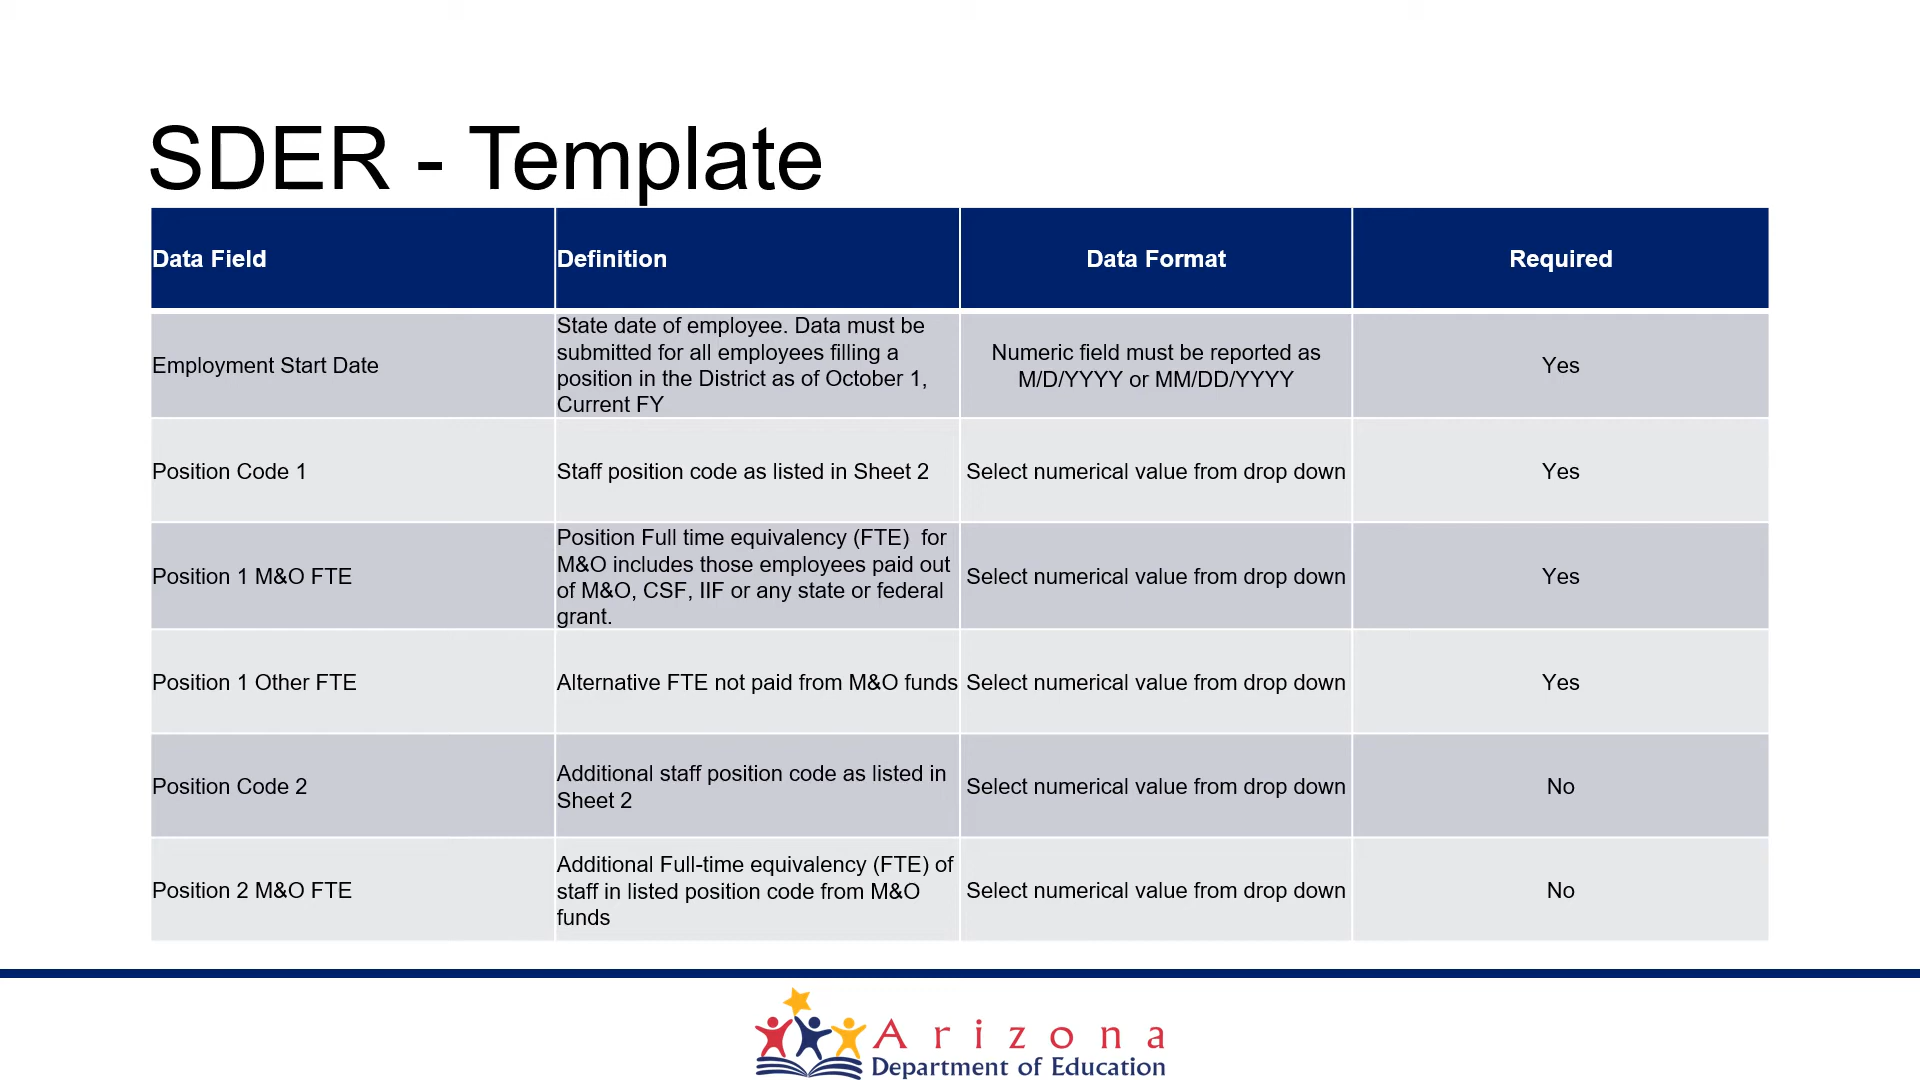 SDER - Template
Data Field
Definition
Data Format
Required
Employment Start Date
State date of employee. Data must be
submitted for all employees filling a
position in the District as of October 1,
Current FY
Numeric field must be reported as
M/D/YYYY or MM/DD/YYYY
Yes
Position Code 1
Staff position code as listed in Sheet 2
Select numerical value from drop down
Yes
Position 1 M&O FTE
Position Full time equivalency (FTE)  for
M&O includes those employees paid out
of M&O, CSF, IIF or any state or federal
grant.
Select numerical value from drop down
Yes
Position 1 Other FTE
Alternative FTE not paid from M&O funds
Select numerical value from drop down
Yes
Position Code 2
Additional staff position code as listed in
Sheet 2
Select numerical value from drop down
No
Position 2 M&O FTE
Additional Full-time equivalency (FTE) of
staff in listed position code from M&O
funds
Select numerical value from drop down
No
Arizona
Department of Education